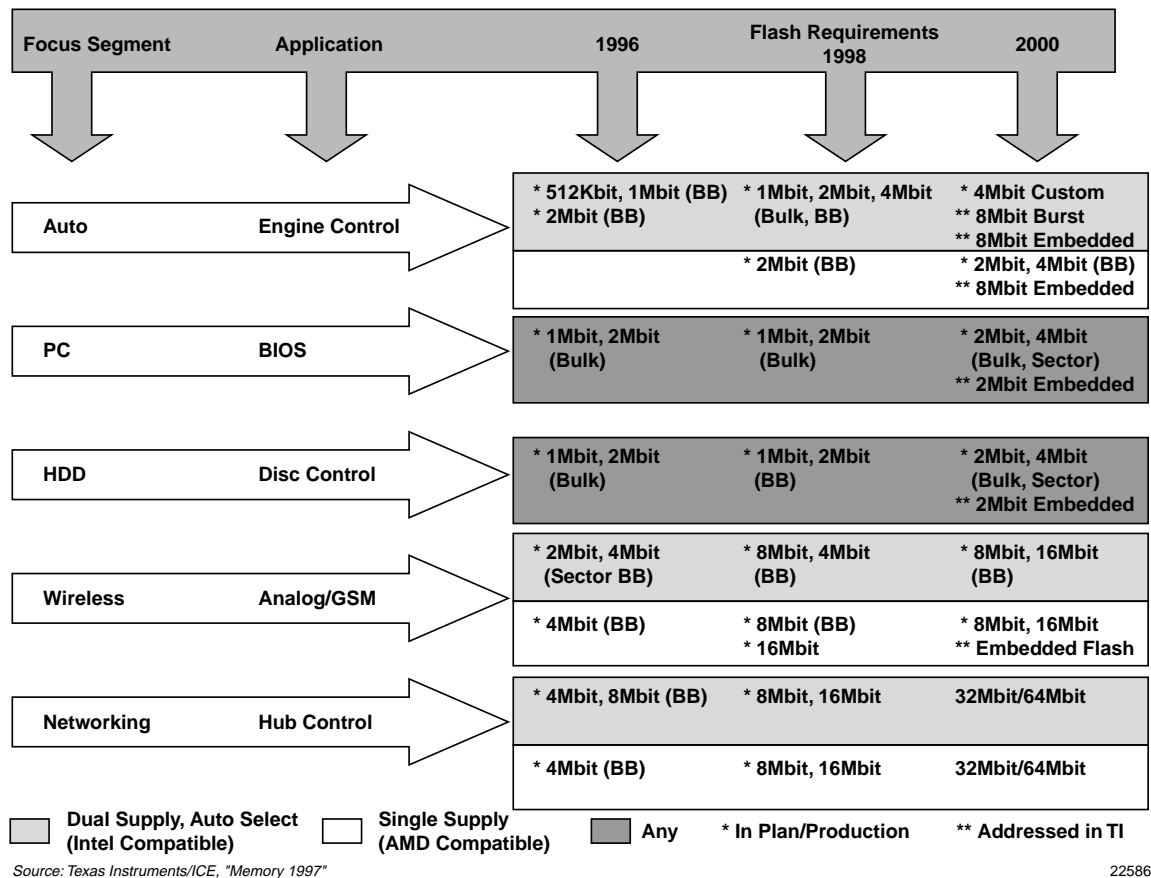 Focus Segment Application 1996 Flash Requirements 1998 2000
Auto Engine Control
* 512Kbit, 1Mbit (BB) * 1Mbit, 2Mbit, 4Mbit * 4Mbit Custom
* 2Mbit (BB) (Bulk, BB) ** 8Mbit Burst
** 8Mbit Embedded
* 2Mbit (BB) * 2Mbit, 4Mbit (BB)
** 8Mbit Embedded
PC BIOS
* 1Mbit, 2Mbit * 1Mbit, 2Mbit * 2Mbit, 4Mbit
(Bulk) (Bulk) (Bulk, Sector)
** 2Mbit Embedded
HDD Disc Control
* 1Mbit, 2Mbit * 1Mbit, 2Mbit * 2Mbit, 4Mbit
(Bulk) (BB) (Bulk, Sector)
** 2Mbit Embedded
Wireless Analog/GSM
* 2Mbit, 4Mbit * 8Mbit, 4Mbit * 8Mbit, 16Mbit
(Sector BB) (BB) (BB)
* 4Mbit (BB) * 8Mbit (BB) * 8Mbit, 16Mbit
* 16Mbit ** Embedded Flash
Networking Hub Control
* 4Mbit, 8Mbit (BB) * 8Mbit, 16Mbit 32Mbit/64Mbit
* 4Mbit (BB) * 8Mbit, 16Mbit 32Mbit/64Mbit
Dual Supply, Auto Select Single Supply Any * In Plan/Production ** Addressed in TI
(Intel Compatible) (AMD Compatible)
Source: Texas Instruments/ICE, "Memory 1997" 22586